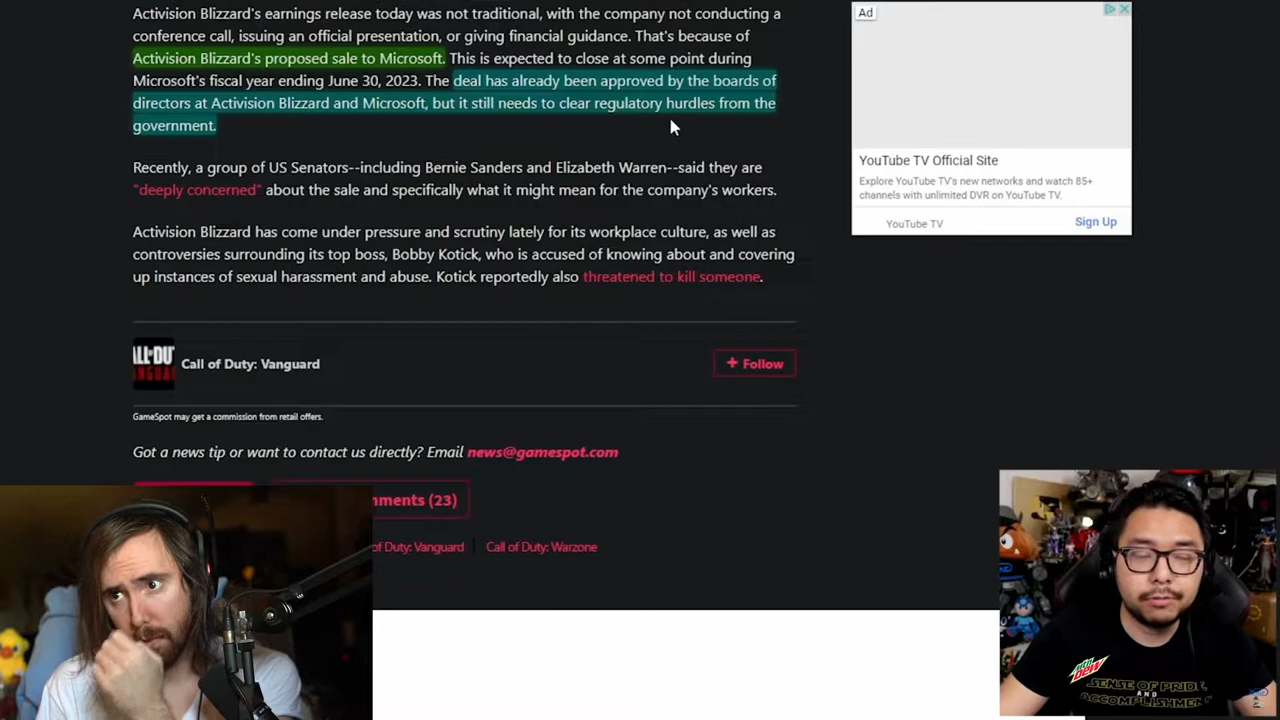 Activision Blizzard's earnings release today was not traditional, with the company not conducting a
conference call, issuing an official presentation, or giving financial guidance. That's because of
Activision Blizzard's proposed sale to Microsoft. This is expected to close at some point during
Microsoft's fiscal year ending June 30, 2023. The deal has already been approved by the boards of
directors at Activision Blizzard and Microsoft, but it still needs to clear regulatory hurdles from the
government.
Recently, a group of US Senators--including Bernie Sanders and Elizabeth Warren--said they are
"deeply concerned" about the sale and specifically what it might mean for the company's workers.
Activision Blizzard has come under pressure and scrutiny lately for its workplace culture, as well as
controversies surrounding its top boss, Bobby Kotick, who is accused of knowing about and covering
up instances of sexual harassment and abuse. Kotick reportedly also threatened to kill someone.
Ad
YouTube TV Official Site
Explore YouTube TV's new networks and watch 85+
channels with unlimited DVR on YouTube TV.
YouTube TV
Sign Up
Call of Duty: Vanguard
+ Follow
GameSpot may get a commission from retail offers.
Got a news tip or want to contact us directly? Email news@gamespot.com
mments (23)
of Duty: Vanguard
Call of Duty: Warzone
mtn dew
SENSE OF PRIDE
AND
ACCOMPLISHMENT